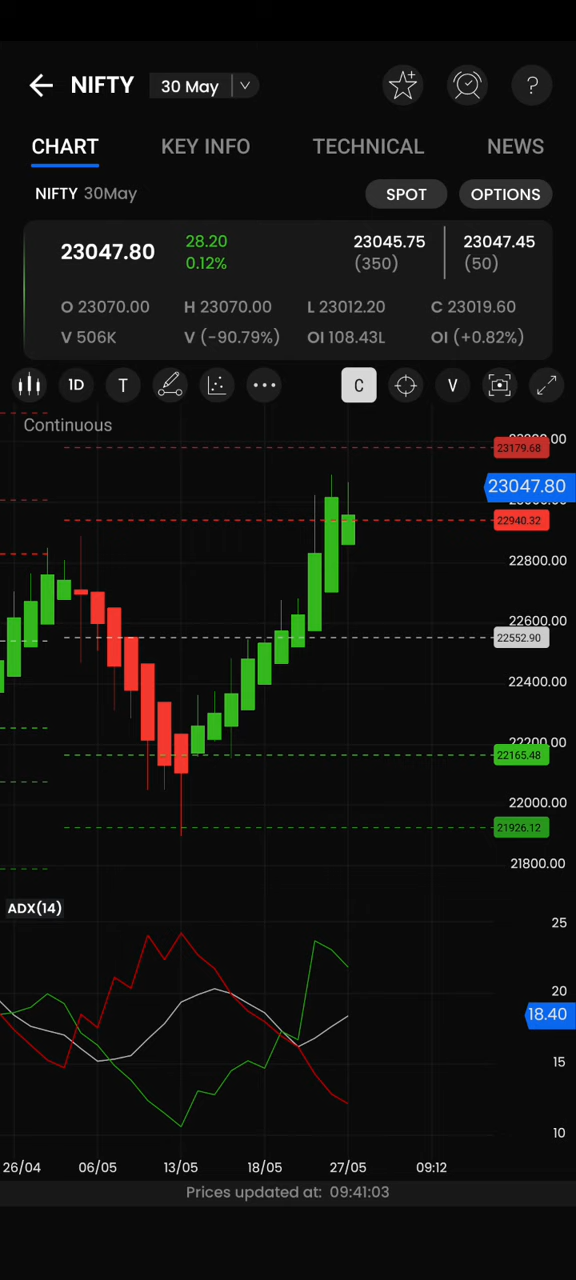 NIFTY 30 May
?
CHART KEY INFO TECHNICAL NEWS
NIFTY 30May SPOT OPTIONS
23047.80 28.20 23045.75 23047.45
0.12% (350) (50)
O 23070.00 H 23070.00 L 23012.20 C 23019.60
V 506K V (-90.79%) OI 108.43L OI (+0.82%)
1D T C V
Continuous
23179.68
23047.80
22940.32
22800.00
22600.00
22552.90
22400.00
22200.00
22165.48
22000.00
21926.12
21800.00
ADX(14)
25
20
18.40
15
10
26/04 06/05 13/05 18/05 27/05 09:12
Prices updated at: 09:41:03